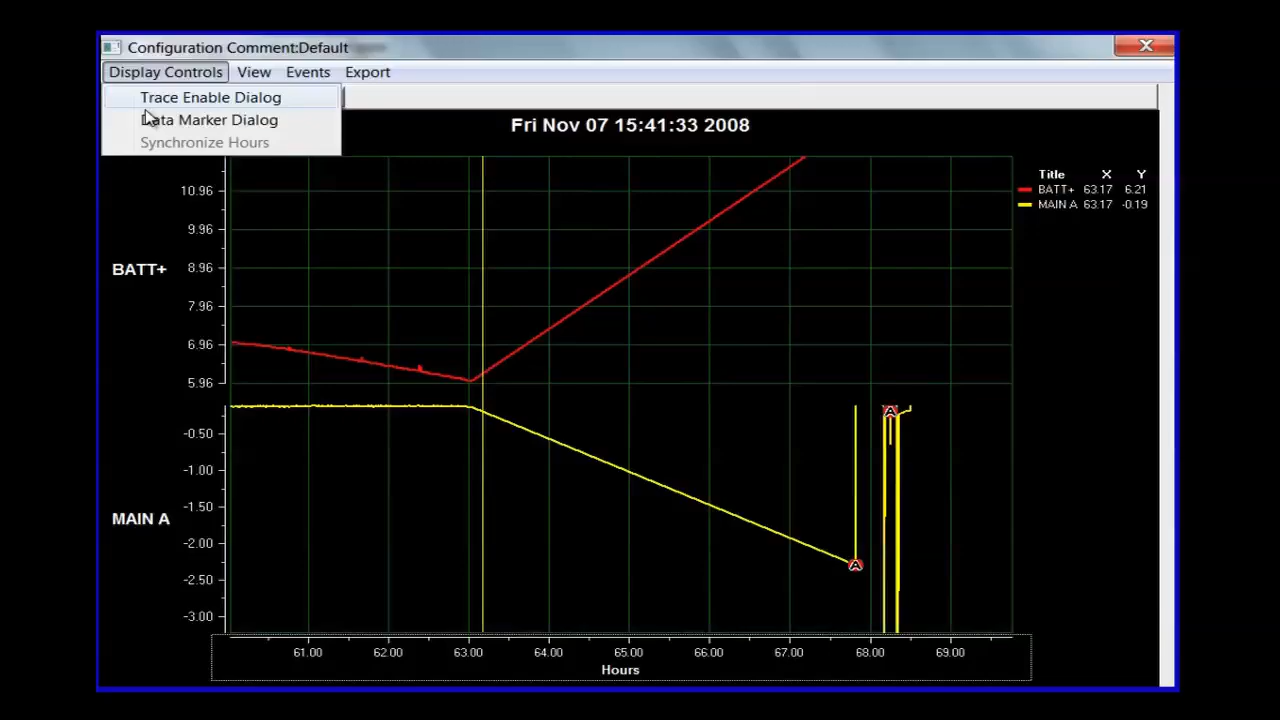 Configuration Comment:Default
Display Controls View Events Export
Trace Enable Dialog
Data Marker Dialog
Synchronize Hours
Fri Nov 07 15:41:33 2008
Title X Y
BATT+ 63.17 6.21
MAIN A 63.17 -0.19
BATT+
10.96
9.96
8.96
7.96
6.96
5.96
MAIN A
-0.50
-1.00
-1.50
-2.00
-2.50
-3.00
A
A
61.00 62.00 63.00 64.00 65.00 66.00 67.00 68.00 69.00
Hours